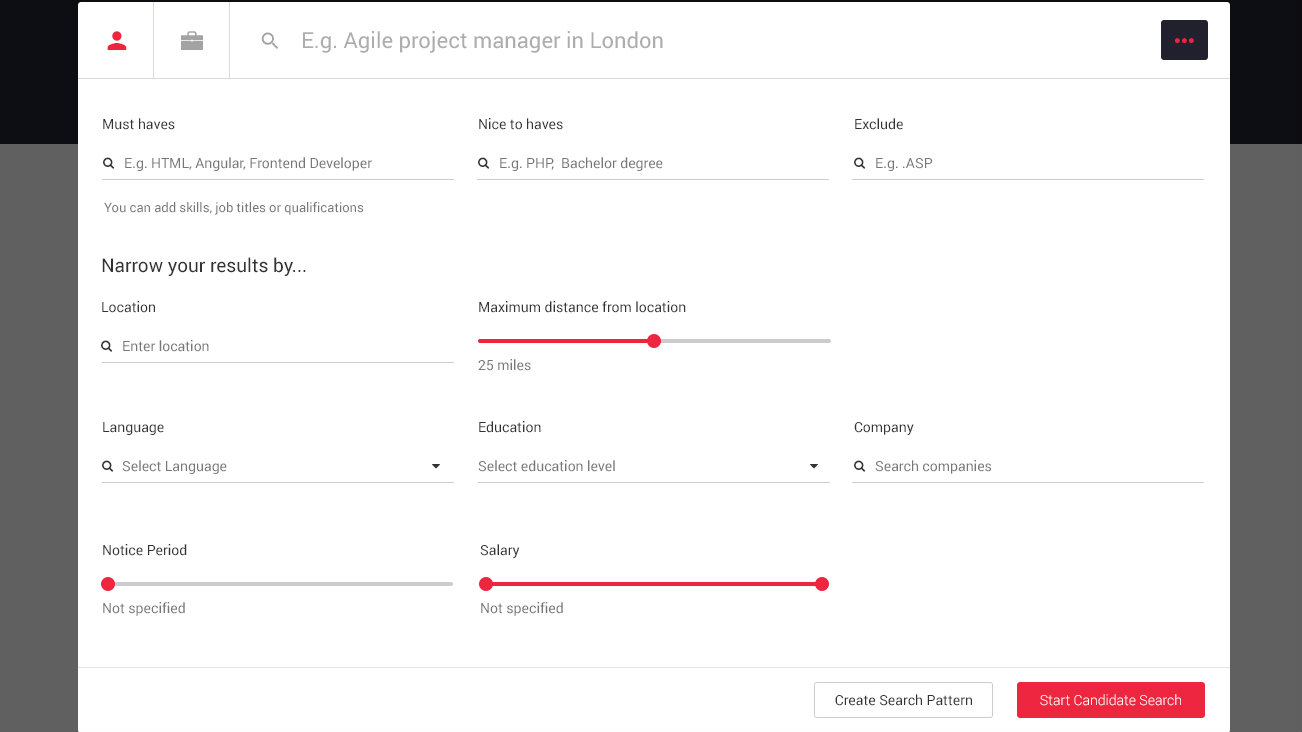 E.g. Agile project manager in London
Must haves
Nice to haves
Exclude
E.g. HTML, Angular, Frontend Developer
E.g. PHP, Bachelor degree
E.g. .ASP
You can add skills, job titles or qualifications
Narrow your results by...
Location
Maximum distance from location
Enter location
25 miles
Language
Education
Company
Select Language
Select education level
Search companies
Notice Period
Salary
Not specified
Not specified
Create Search Pattern
Start Candidate Search